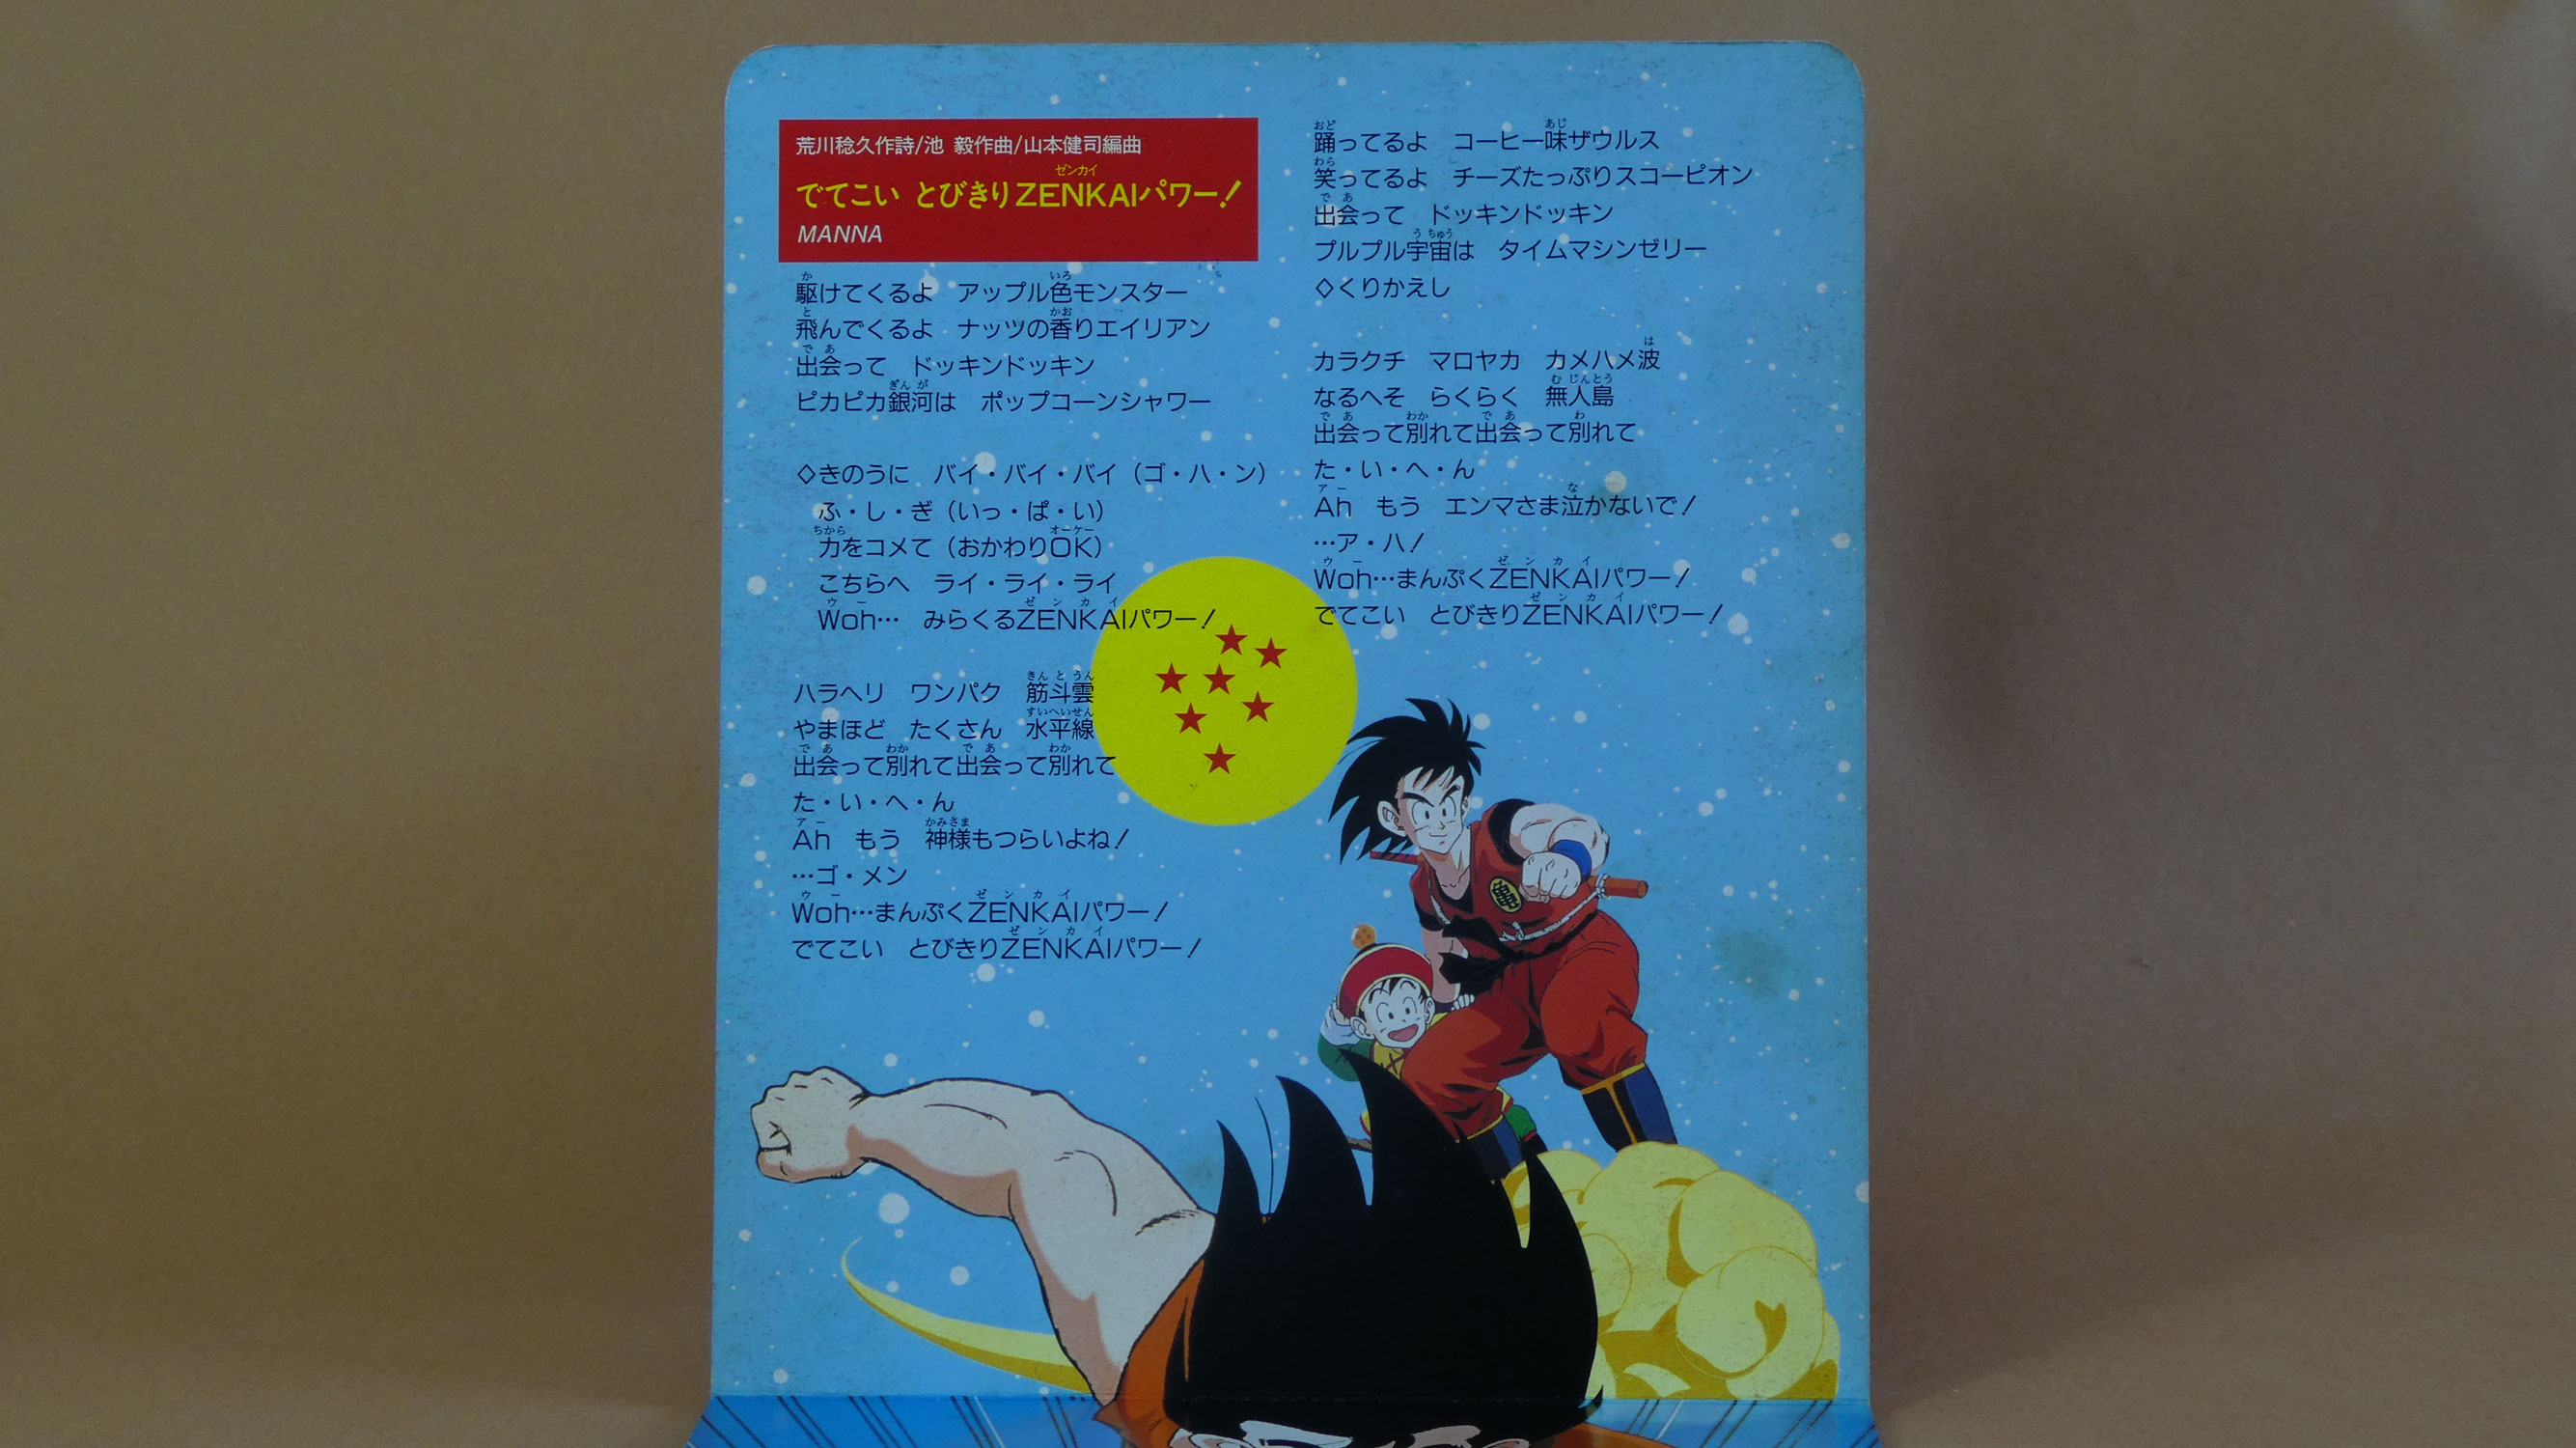 荒川稔久作詩/池 毅作曲/山本健司編曲
でてこい とびきりZENKAIパワー!
MANNA
駆けてくるよ アップル色モンスター
飛んでくるよ ナッツの香りエイリアン
出会って ドッキンドッキン
ピカピカ銀河は ポップコーンシャワー
◇きのうに バイ・バイ・バイ(ゴ・ハ・ン)
ふ・し・ぎ(いっ・ぱ・い)
力をコメて(おかわりOK)
こちらへ ライ・ライ・ライ
Woh… みらくるZENKAIパワー!
ハラヘリ ワンパク 筋斗雲
やまほど たくさん 水平線
出会って別れて出会って別れて
た・い・へ・ん
Ah もう 神様もつらいよね!
…ゴ・メン
Woh…まんぷくZENKAIパワー!
でてこい とびきりZENKAIパワー!
踊ってるよ コーヒー味ザウルス
笑ってるよ チーズたっぷりスコーピオン
出会って ドッキンドッキン
プルプル宇宙は タイムマシンゼリー
◇くりかえし
カラクチ マロヤカ カメハメ波
なるへそ らくらく 無人島
出会って別れて出会って別れて
た・い・へ・ん
Ah もう エンマさま泣かないで!
…ア・ハ!
Woh…まんぷくZENKAIパワー!
でてこい とびきりZENKAIパワー!
亀